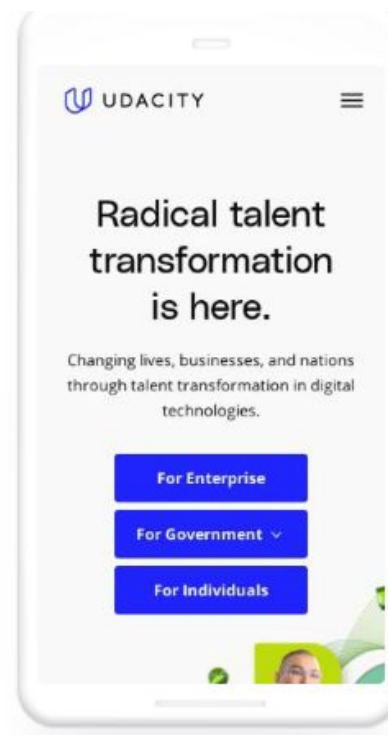 UDACITY
Radical talent
transformation
is here.
Changing lives, businesses, and nations
through talent transformation in digital
technologies.
For Enterprise
For Government
For Individuals